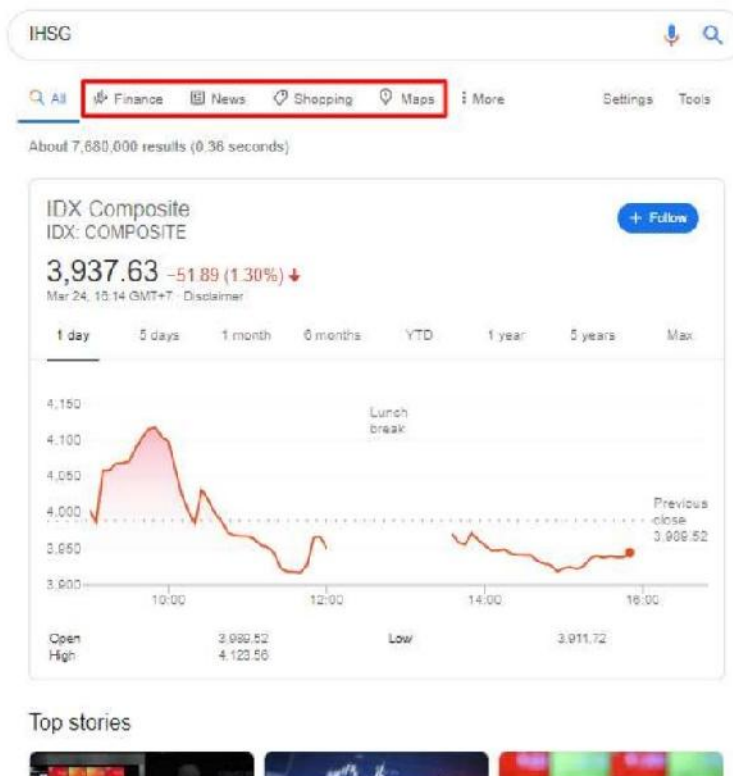 IHSG
All Finance News Shopping Maps More Settings Tools
About 7,680,000 results (0.36 seconds)
IDX Composite
IDX: COMPOSITE
+ Follow
3,937.63 -51.89 (1.30%)
Mar 24, 16:14 GMT+7 · Disclaimer
1 day 5 days 1 month 6 months YTD 1 year 5 years Max
4,150
Lunch
break
4,100
4,050
4,000
Previous
close
3,989.52
3,950
3,900
10:00 12:00 14:00 16:00
Open 3,989.52 Low 3,911.72
High 4,123.56
Top stories